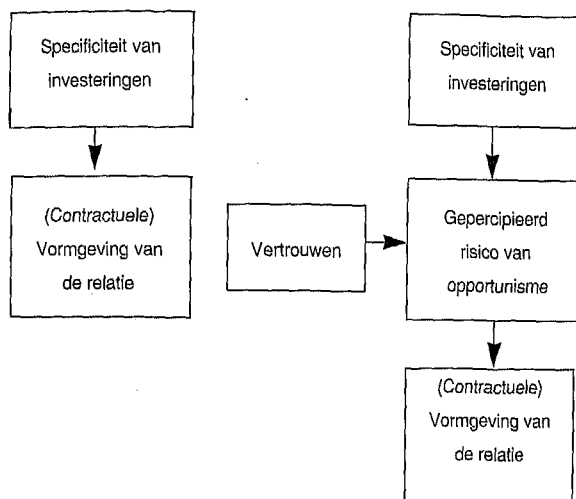 Specificiteit van
investeringen
(Contractuele)
Vormgeving van
de relatie
Specificiteit van
investeringen
Vertrouwen
Gepercipieerd
risico van
opportunisme
(Contractuele)
Vormgeving van
de relatie